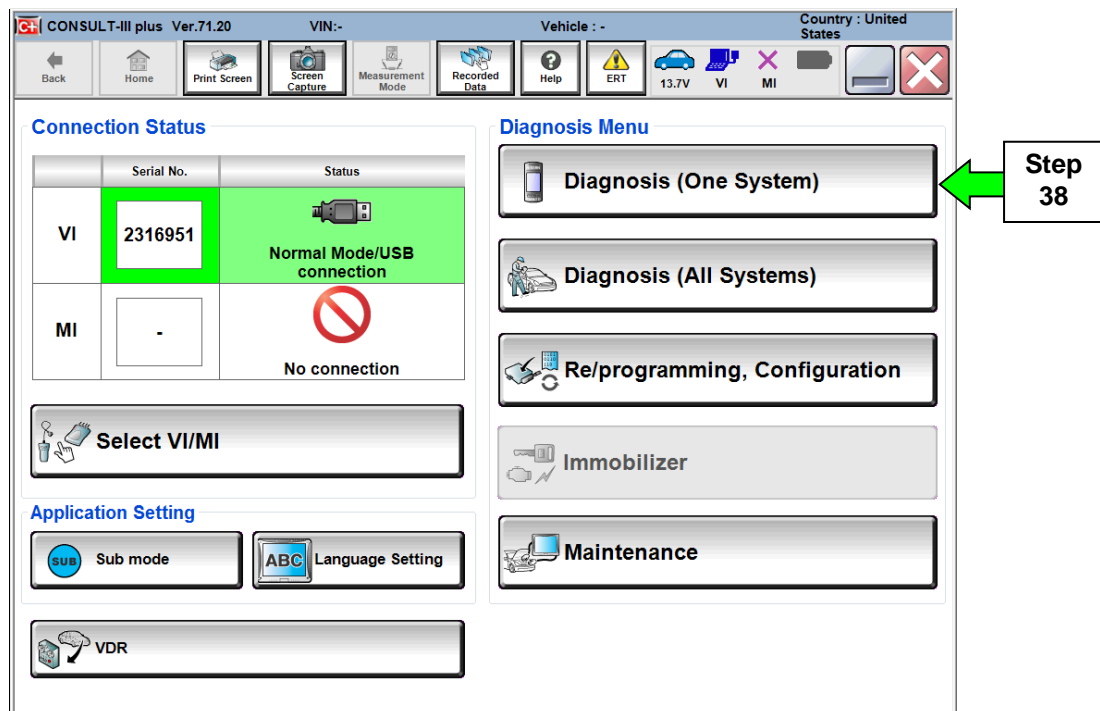 C+ CONSULT-III plus Ver.71.20 VIN:- Vehicle : - Country : United
States
Back Home Print Screen Screen
Capture Measurement
Mode Recorded
Data Help ERT 13.7V VI MI
Connection Status
Serial No. Status
VI 2316951 Normal Mode/USB
connection
MI - No connection
Select VI/MI
Application Setting
SUB Sub mode ABC Language Setting
VDR
Diagnosis Menu
Diagnosis (One System)
Diagnosis (All Systems)
Re/programming, Configuration
Immobilizer
Maintenance
Step
38